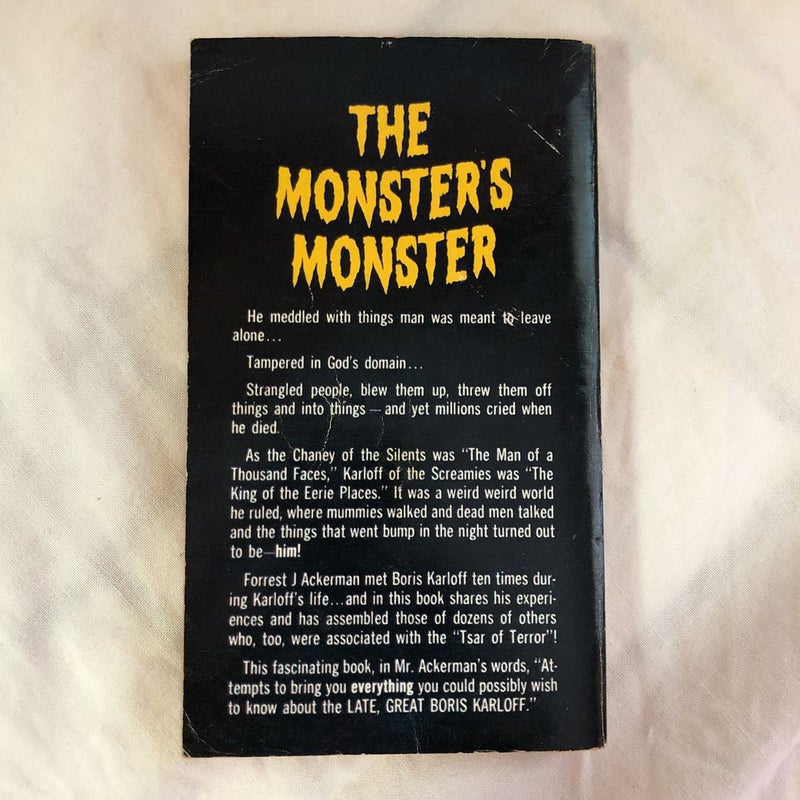 THE
MONSTER'S
MONSTER
He meddled with things man was meant to leave
alone...
Tampered in God's domain...
Strangled people, blew them up, threw them off
things and into things — and yet millions cried when
he died.
As the Chaney of the Silents was "The Man of a
Thousand Faces," Karloff of the Screamies was "The
King of the Eerie Places." It was a weird weird world
he ruled, where mummies walked and dead men talked
and the things that went bump in the night turned out
to be—him!
Forrest J Ackerman met Boris Karloff ten times dur-
ing Karloff's life...and in this book shares his experi-
ences and has assembled those of dozens of others
who, too, were associated with the "Tsar of Terror"!
This fascinating book, in Mr. Ackerman's words, "At-
tempts to bring you everything you could possibly wish
to know about the LATE, GREAT BORIS KARLOFF."